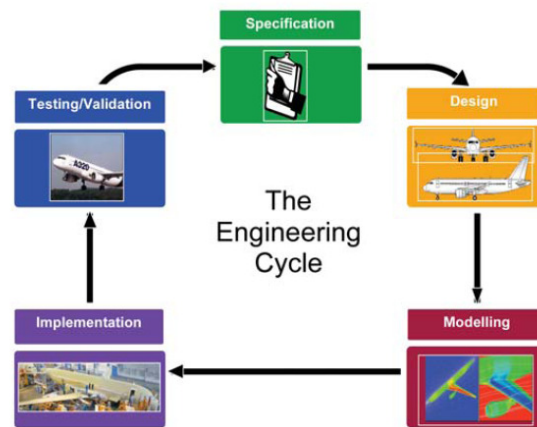 Specification
Testing/Validation
Design
A320
The
Engineering
Cycle
Implementation
Modelling